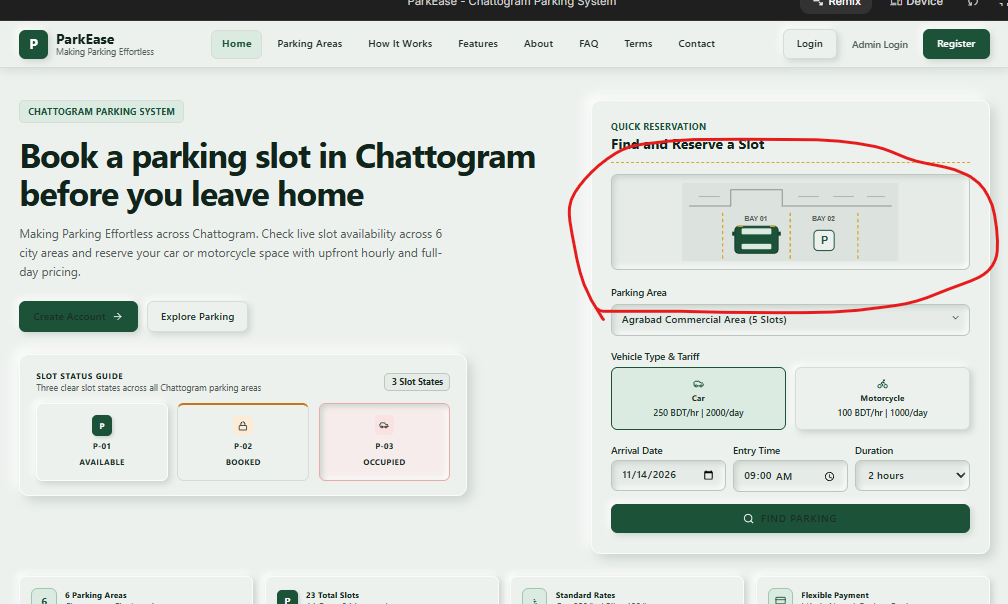 ParkEase - Chattogram Parking System
Remix
Device
P
ParkEase
Making Parking Effortless
Home
Parking Areas
How It Works
Features
About
FAQ
Terms
Contact
Login
Admin Login
Register
CHATTOGRAM PARKING SYSTEM
Book a parking slot in Chattogram
before you leave home
Making Parking Effortless across Chattogram. Check live slot availability across 6
city areas and reserve your car or motorcycle space with upfront hourly and full-
day pricing.
Create Account →
Explore Parking
SLOT STATUS GUIDE
Three clear slot states across all Chattogram parking areas
3 Slot States
P
P-01
AVAILABLE
P-02
BOOKED
P-03
OCCUPIED
QUICK RESERVATION
Find and Reserve a Slot
BAY 01
BAY 02
P
Parking Area
Agrabad Commercial Area (5 Slots)
Vehicle Type & Tariff
Car
250 BDT/hr | 2000/day
Motorcycle
100 BDT/hr | 1000/day
Arrival Date
Entry Time
Duration
11/14/2026
09:00 AM
2 hours
FIND PARKING
6
6 Parking Areas
P
23 Total Slots
Standard Rates
Flexible Payment